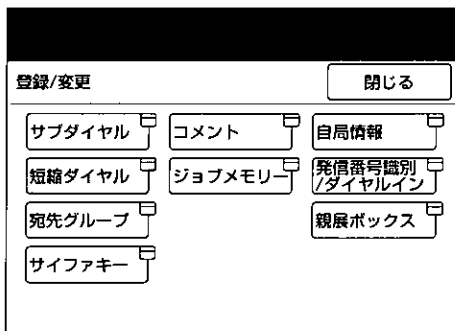 登録/変更
閉じる
サブダイヤル
コメント
自局情報
短縮ダイヤル
ジョブメモリー
発信番号識別
/ダイヤルイン
宛先グループ
親展ボックス
サイファキー